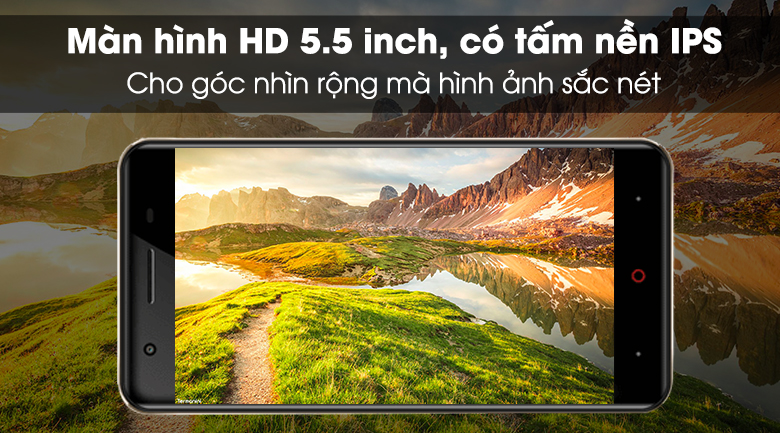 Màn hình HD 5.5 inch, có tấm nền IPS
Cho góc nhìn rộng mà hình ảnh sắc nét